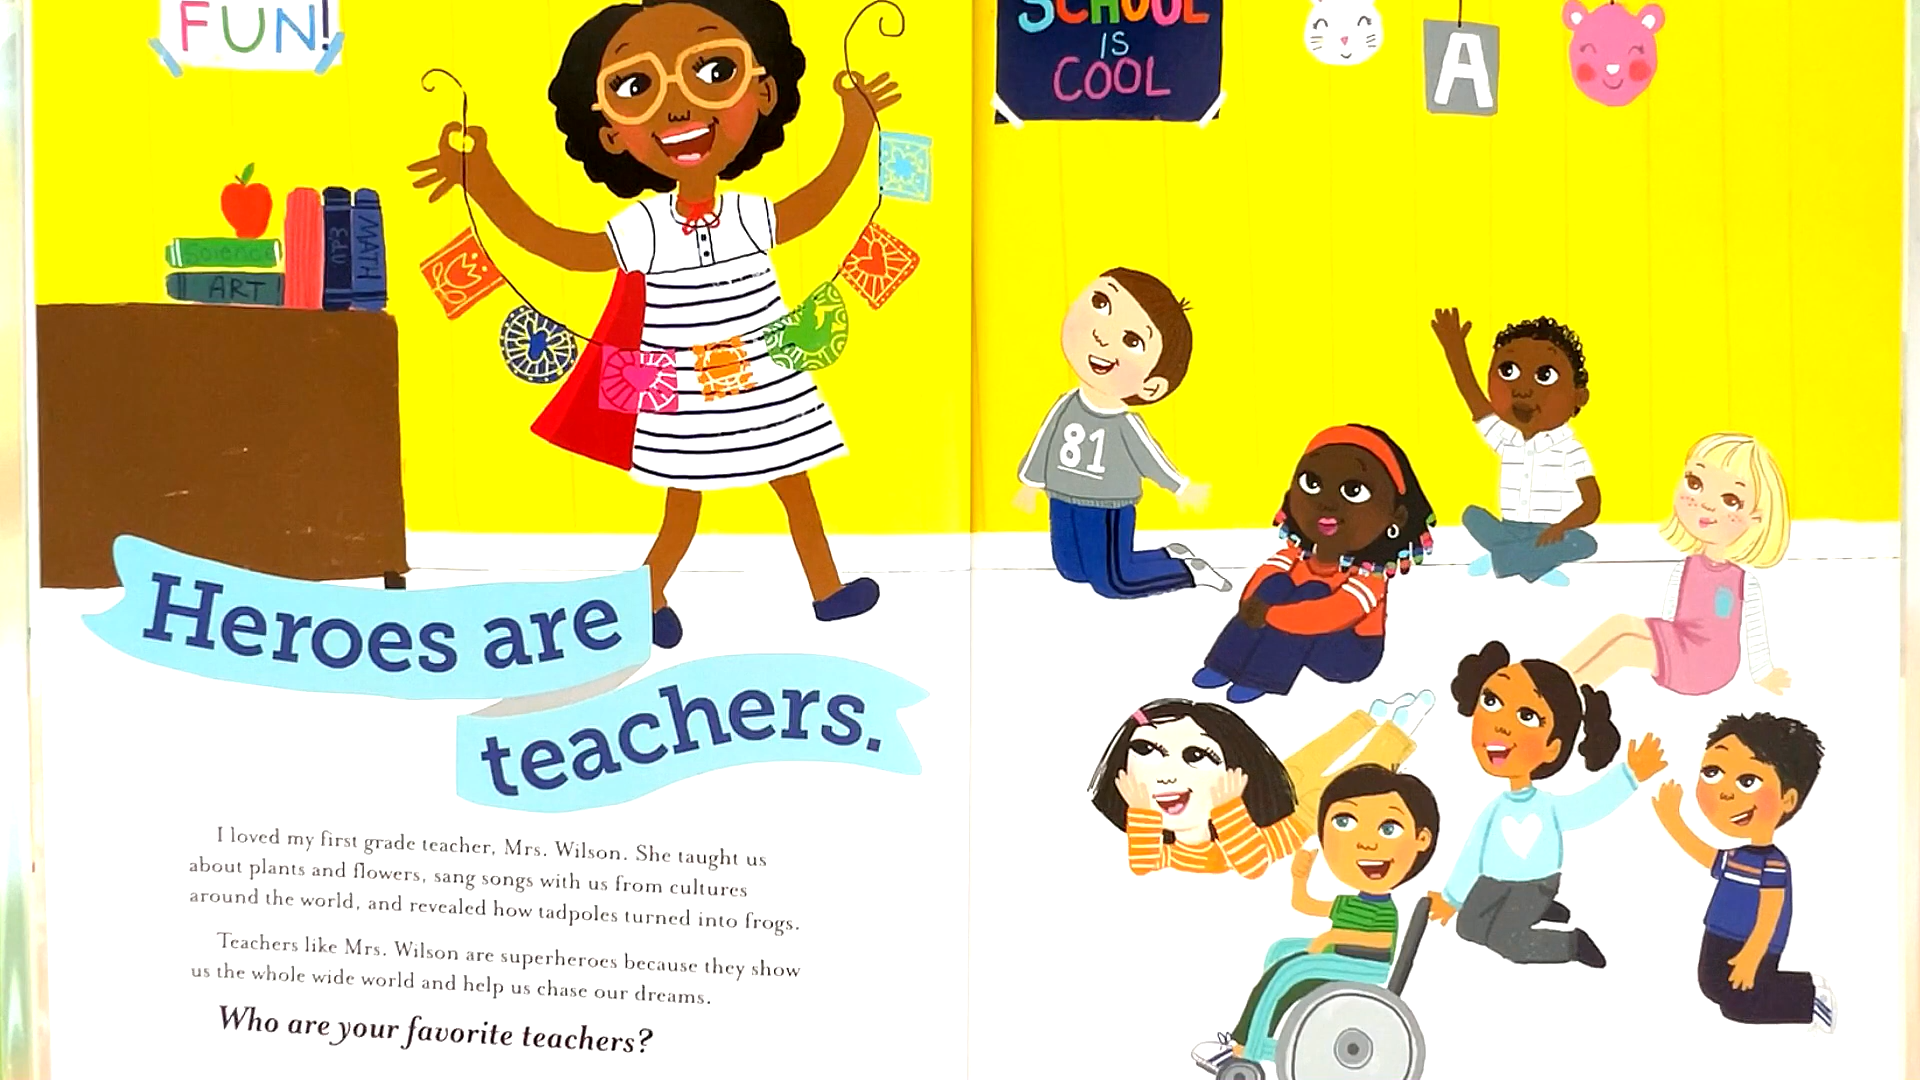 FUN!
SCHOOL
IS
COOL
A
Science
ART
MATH
81
Heroes are
teachers.
I loved my first grade teacher, Mrs. Wilson. She taught us
about plants and flowers, sang songs with us from cultures
around the world, and revealed how tadpoles turned into frogs.
Teachers like Mrs. Wilson are superheroes because they show
us the whole wide world and help us chase our dreams.
Who are your favorite teachers?